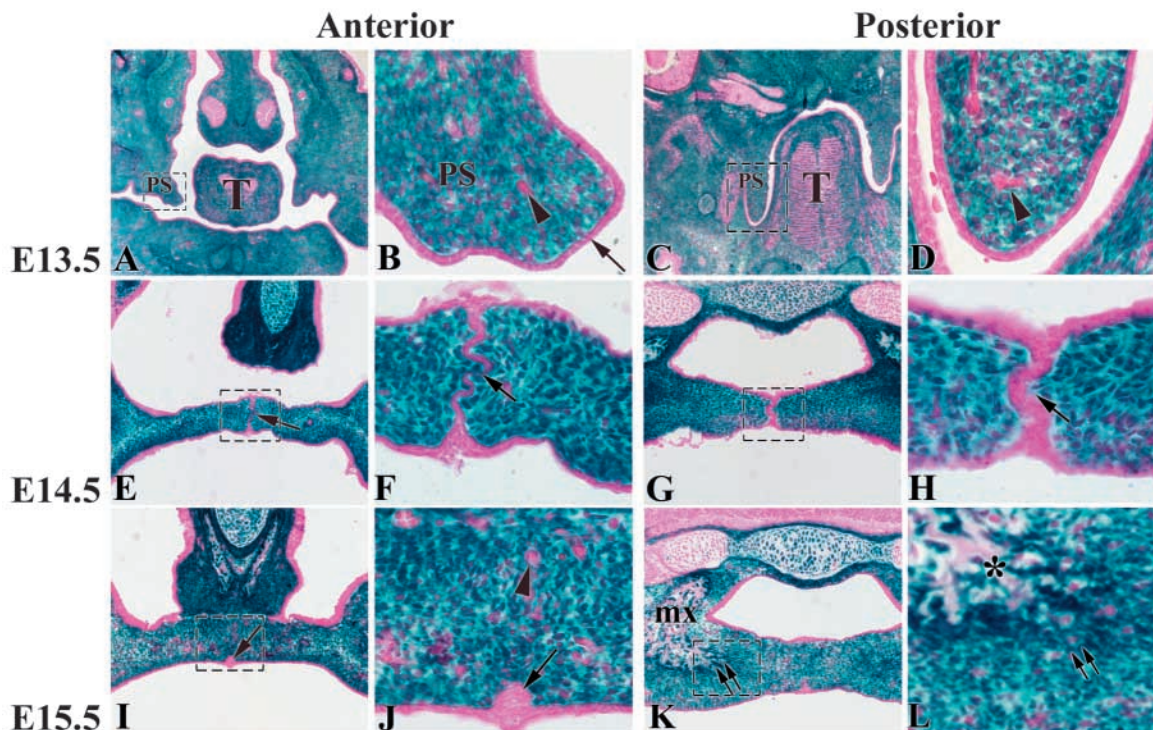 Anterior Posterior
PS T PS PS T
E13.5 A B C D
E14.5 E F G H
mx *
E15.5 I J K L